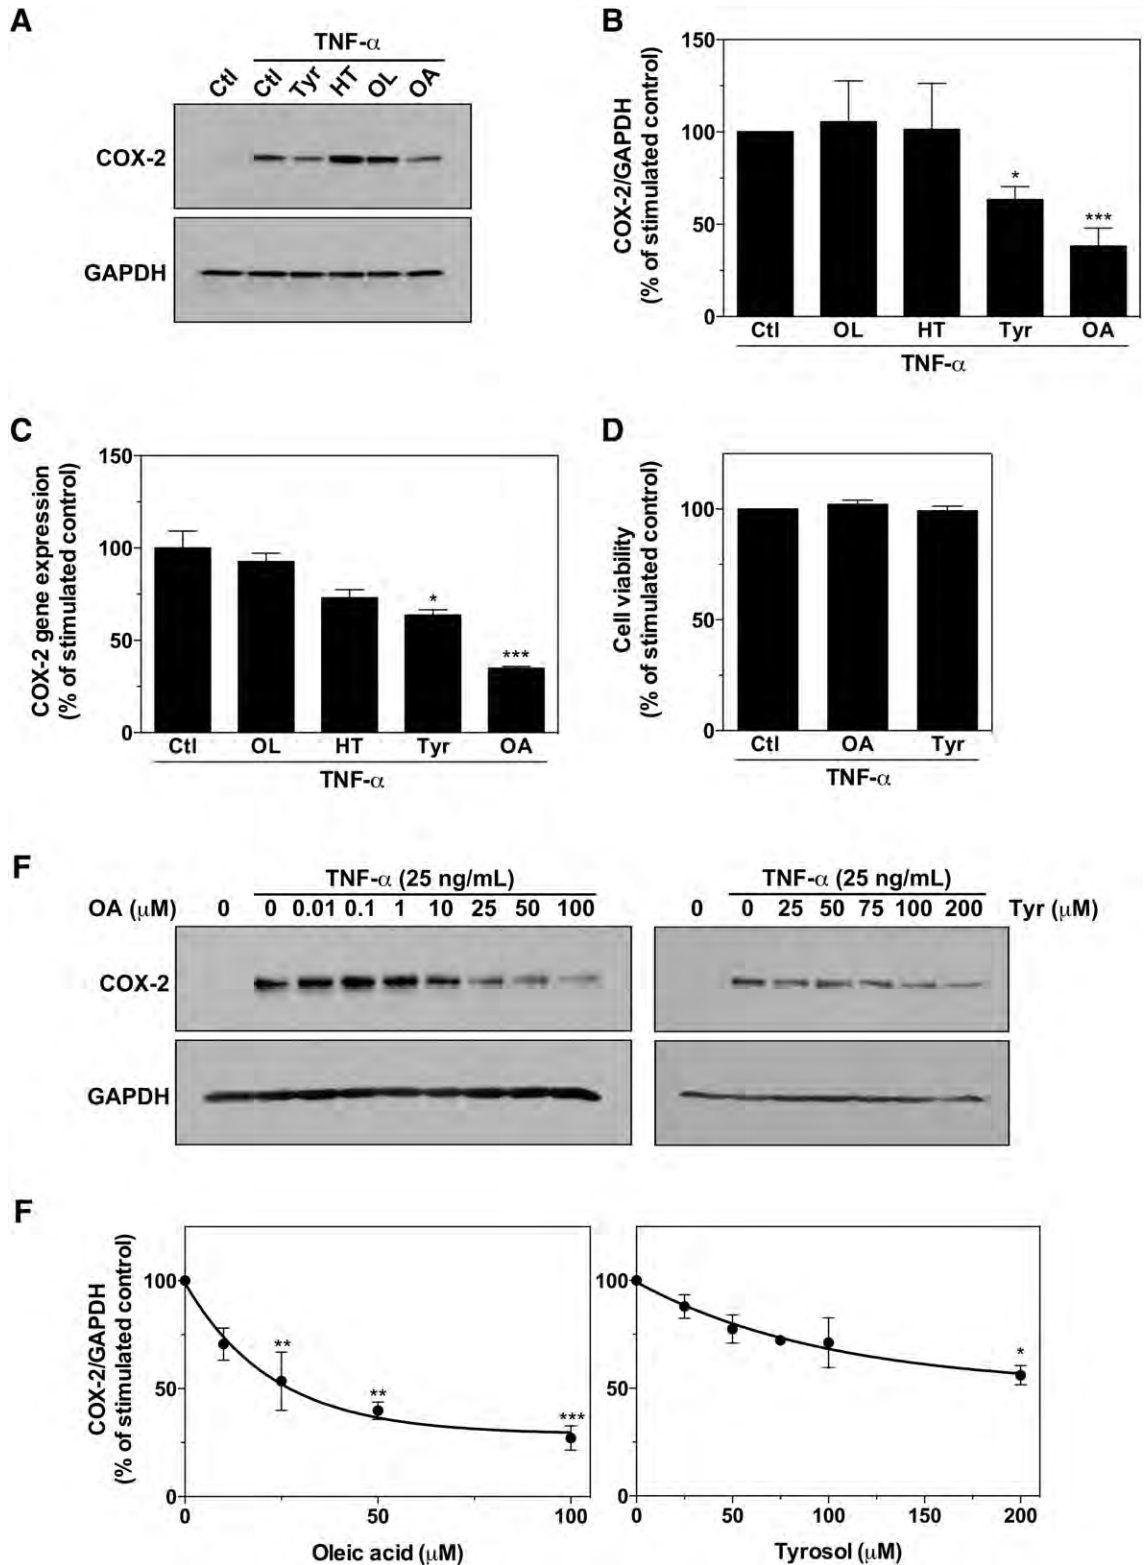 A
TNF-α
Ctl Ctl Tyr HT OL OA
COX-2
GAPDH
B
COX-2/GAPDH
(% of stimulated control)
150
100
50
0
* ***
Ctl OL HT Tyr OA
TNF-α
C
COX-2 gene expression
(% of stimulated control)
150
100
50
0
* ***
Ctl OL HT Tyr OA
TNF-α
D
Cell viability
(% of stimulated control)
100
50
0
Ctl OA Tyr
TNF-α
F
TNF-α (25 ng/mL)
OA (μM) 0 0 0.01 0.1 1 10 25 50 100
COX-2
GAPDH
TNF-α (25 ng/mL)
0 0 25 50 75 100 200 Tyr (μM)
F
COX-2/GAPDH
(% of stimulated control)
100
50
0
** ** ***
0 50 100
Oleic acid (μM)
100
50
0
*
0 50 100 150 200
Tyrosol (μM)